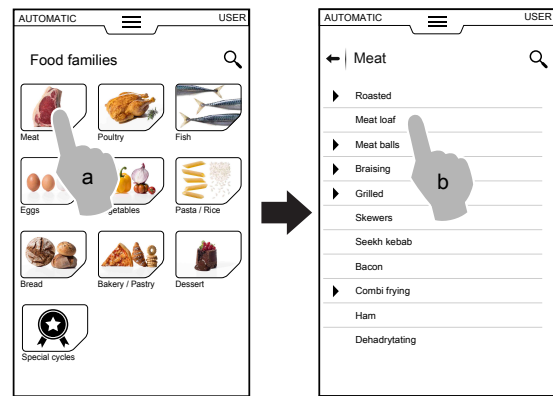 AUTOMATIC USER
Food families
Meat Poultry Fish
a
Eggs getables Pasta / Rice
Bread Bakery / Pastry Dessert
Special cycles
AUTOMATIC USER
Meat
Roasted
Meat loaf
Meat balls
Braising
b
Grilled
Skewers
Seekh kebab
Bacon
Combi frying
Ham
Dehadrytating